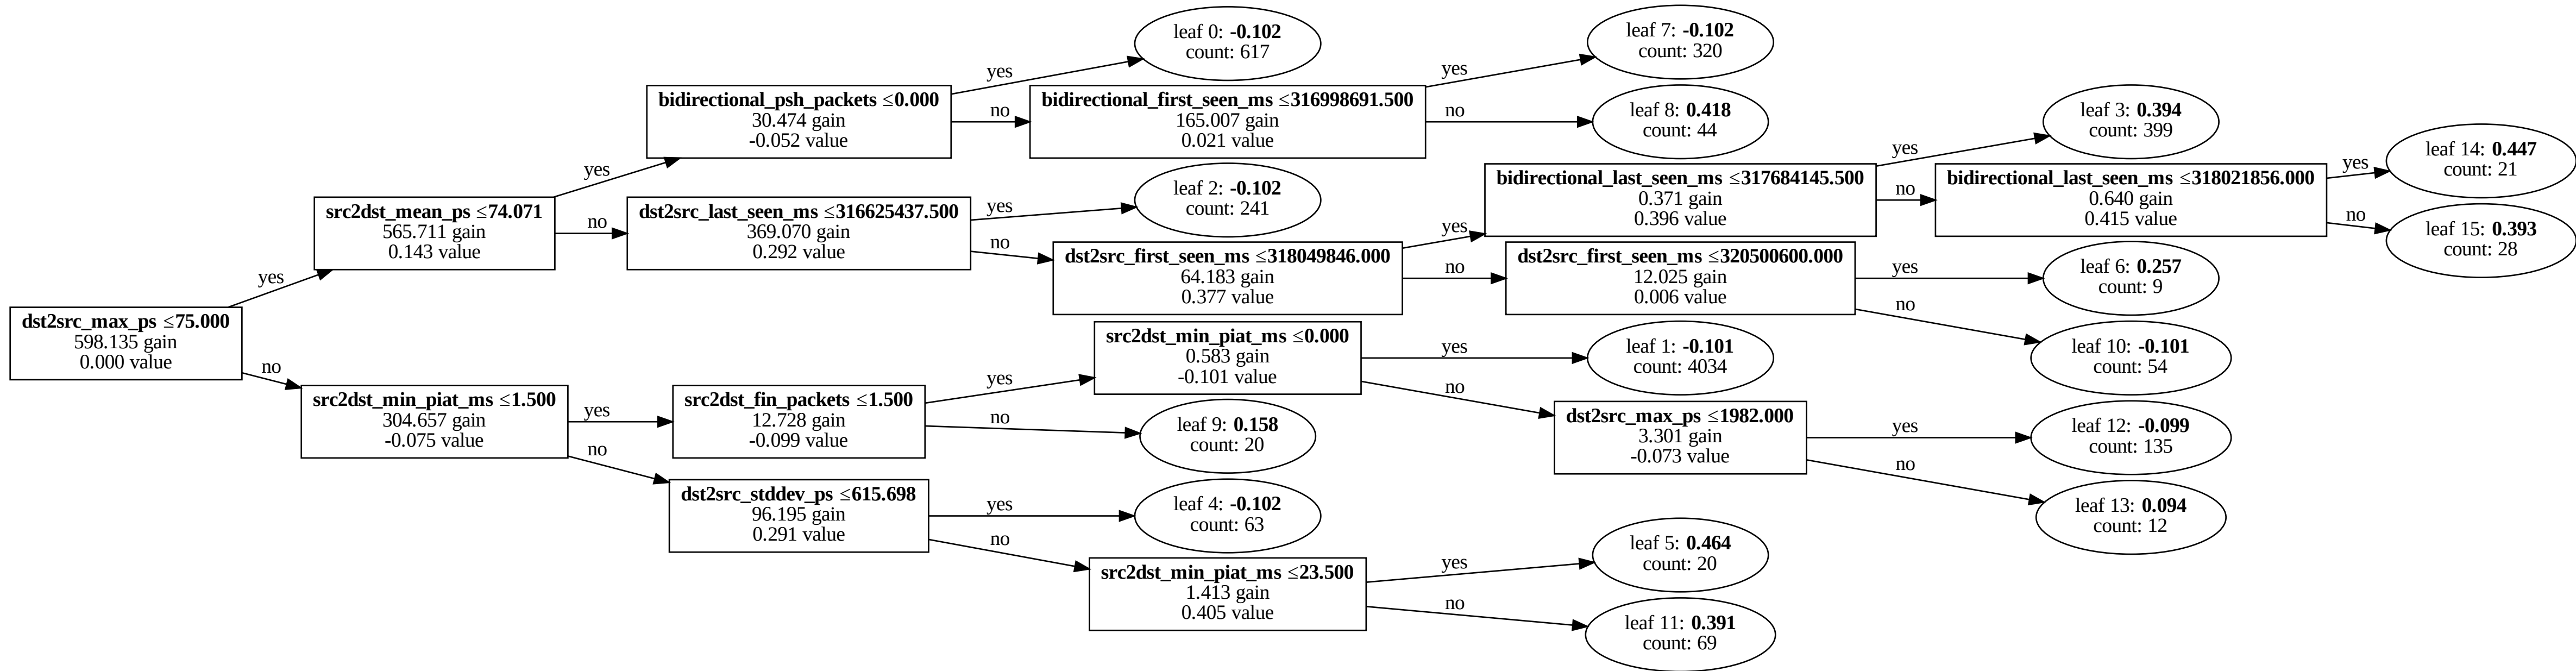 dst2src_max_ps ≤75.000
598.135 gain
0.000 value
yes
no
src2dst_mean_ps ≤74.071
565.711 gain
0.143 value
yes
no
src2dst_min_piat_ms ≤1.500
304.657 gain
-0.075 value
yes
no
bidirectional_psh_packets ≤0.000
30.474 gain
-0.052 value
yes
no
dst2src_last_seen_ms ≤316625437.500
369.070 gain
0.292 value
yes
no
src2dst_fin_packets ≤1.500
12.728 gain
-0.099 value
yes
no
dst2src_stddev_ps ≤615.698
96.195 gain
0.291 value
yes
no
leaf 0: -0.102
count: 617
bidirectional_first_seen_ms ≤316998691.500
165.007 gain
0.021 value
yes
no
leaf 2: -0.102
count: 241
dst2src_first_seen_ms ≤318049846.000
64.183 gain
0.377 value
yes
no
src2dst_min_piat_ms ≤0.000
0.583 gain
-0.101 value
yes
no
leaf 9: 0.158
count: 20
leaf 4: -0.102
count: 63
src2dst_min_piat_ms ≤23.500
1.413 gain
0.405 value
yes
no
leaf 7: -0.102
count: 320
leaf 8: 0.418
count: 44
bidirectional_last_seen_ms ≤317684145.500
0.371 gain
0.396 value
yes
no
dst2src_first_seen_ms ≤320500600.000
12.025 gain
0.006 value
yes
no
leaf 1: -0.101
count: 4034
dst2src_max_ps ≤1982.000
3.301 gain
-0.073 value
yes
no
leaf 5: 0.464
count: 20
leaf 11: 0.391
count: 69
leaf 3: 0.394
count: 399
bidirectional_last_seen_ms ≤318021856.000
0.640 gain
0.415 value
yes
no
leaf 6: 0.257
count: 9
leaf 10: -0.101
count: 54
leaf 12: -0.099
count: 135
leaf 13: 0.094
count: 12
leaf 14: 0.447
count: 21
leaf 15: 0.393
count: 28